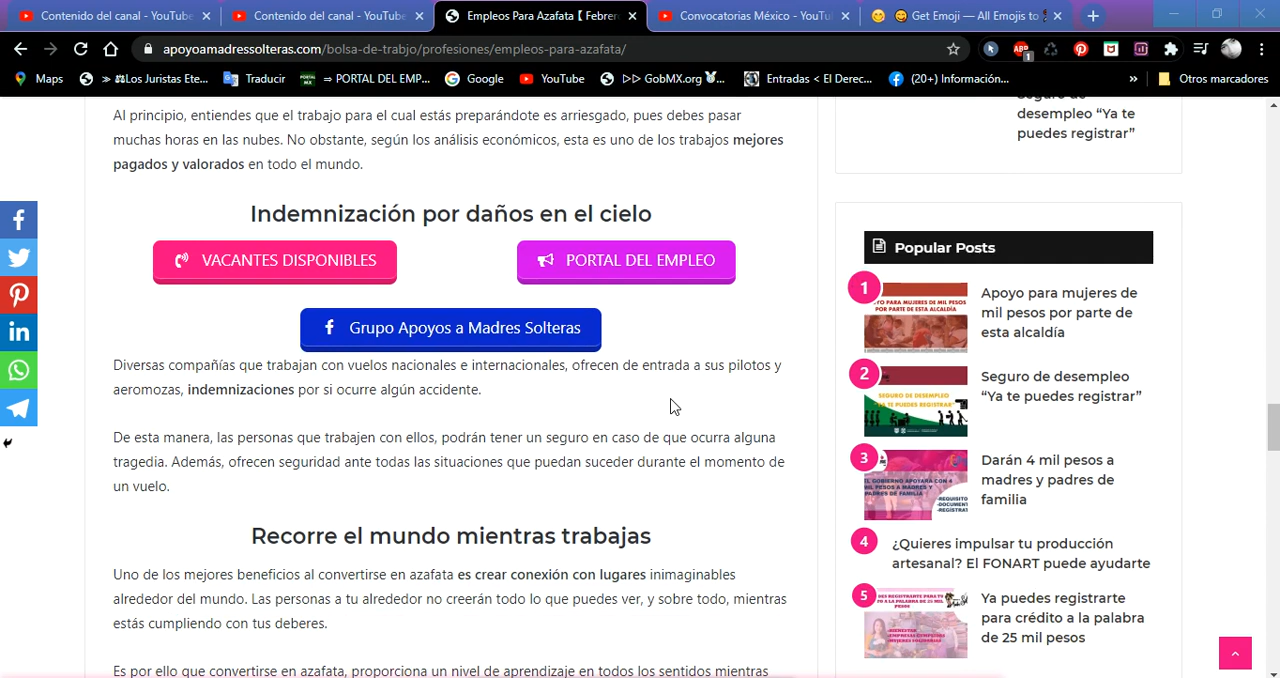 Contenido del canal - YouTube
Contenido del canal - YouTube
Empleos Para Azafata【 Febrer
Convocatorias México - YouTu
Get Emoji — All Emojis to
apoyoamadressolteras.com/bolsa-de-trabjo/profesiones/empleos-para-azafata/
ABP
1
Maps
> ⚖Los Juristas Ete...
Traducir
⇒ PORTAL DEL EMP...
Google
YouTube
▷▷ GobMX.org
Entradas < El Derec...
(20+) Información...
»
Otros marcadores
Al principio, entiendes que el trabajo para el cual estás preparándote es arriesgado, pues debes pasar
muchas horas en las nubes. No obstante, según los análisis económicos, esta es uno de los trabajos mejores
pagados y valorados en todo el mundo.
Indemnización por daños en el cielo
VACANTES DISPONIBLES
PORTAL DEL EMPLEO
Grupo Apoyos a Madres Solteras
Diversas compañías que trabajan con vuelos nacionales e internacionales, ofrecen de entrada a sus pilotos y
aeromozas, indemnizaciones por si ocurre algún accidente.
De esta manera, las personas que trabajen con ellos, podrán tener un seguro en caso de que ocurra alguna
tragedia. Además, ofrecen seguridad ante todas las situaciones que puedan suceder durante el momento de
un vuelo.
Recorre el mundo mientras trabajas
Uno de los mejores beneficios al convertirse en azafata es crear conexión con lugares inimaginables
alrededor del mundo. Las personas a tu alrededor no creerán todo lo que puedes ver, y sobre todo, mientras
estás cumpliendo con tus deberes.
Es por ello que convertirse en azafata, proporciona un nivel de aprendizaje en todos los sentidos mientras
desempleo “Ya te
puedes registrar”
Popular Posts
1
Apoyo para mujeres de
mil pesos por parte de
esta alcaldía
2
SEGURO DE DESEMPLEO
Seguro de desempleo
“Ya te puedes registrar”
3
Darán 4 mil pesos a
madres y padres de
familia
4
¿Quieres impulsar tu producción
artesanal? El FONART puede ayudarte
5
Ya puedes registrarte
para crédito a la palabra
de 25 mil pesos